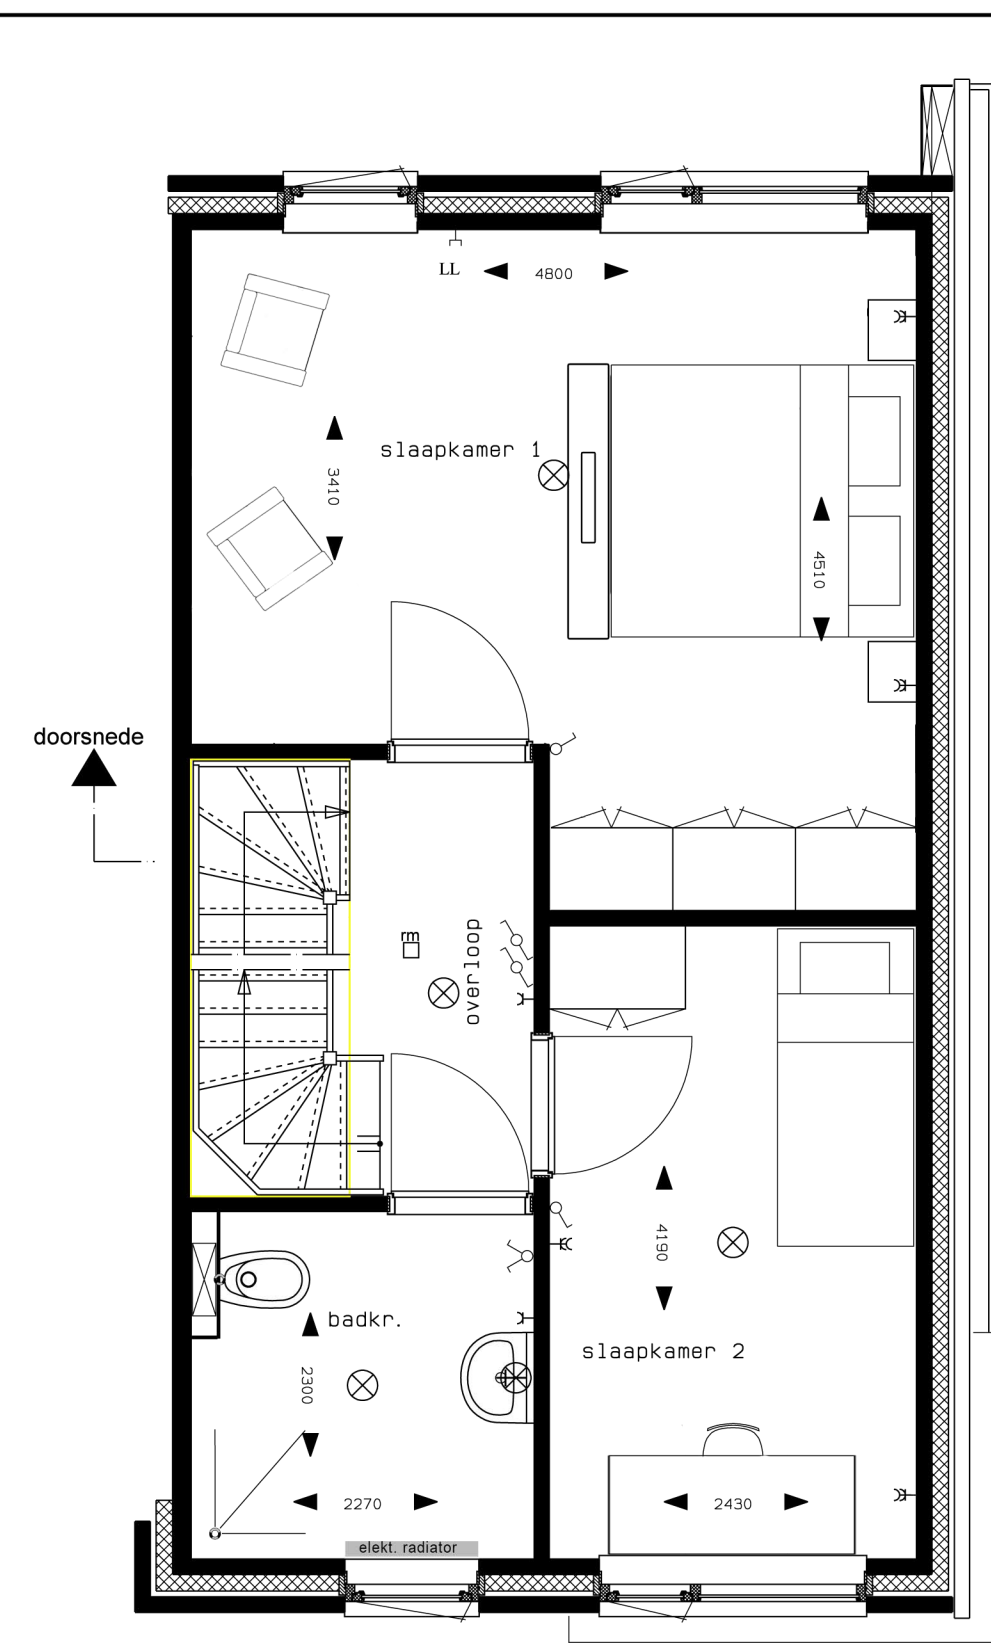 LL
4800
slaapkamer 1
3410
4510
doorsnede
rm
overloop
4190
badkr.
slaapkamer 2
2300
2270
2430
elekt. radiator